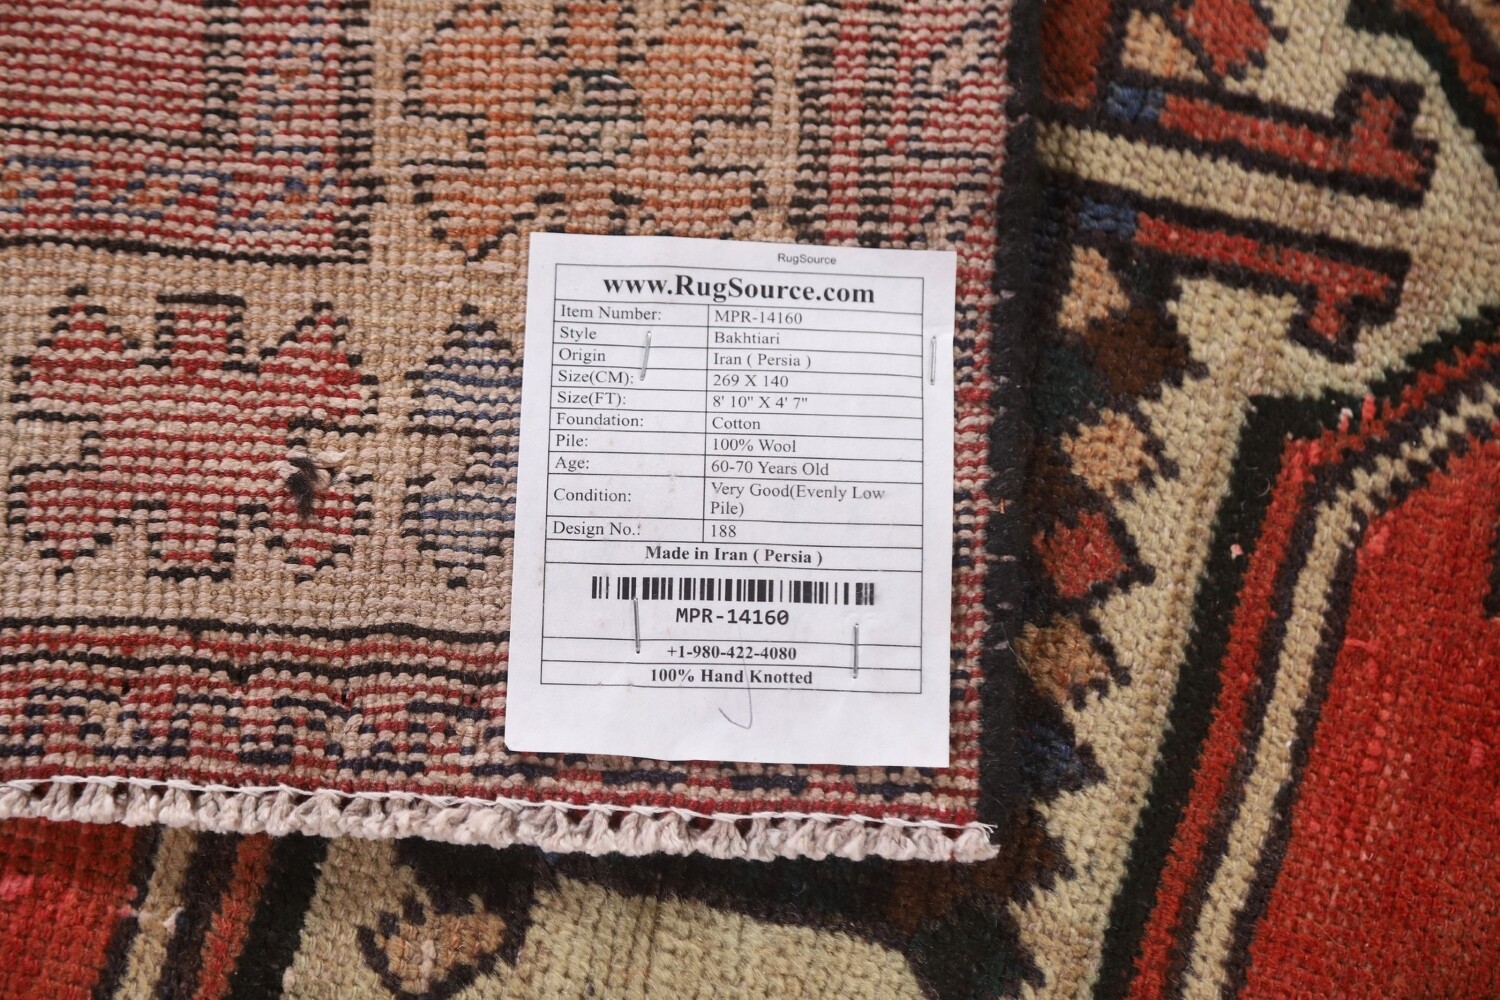 RugSource
www.RugSource.com
Item Number: MPR-14160
Style Bakhtiari
Origin Iran ( Persia )
Size(CM): 269 X 140
Size(FT): 8' 10" X 4' 7"
Foundation: Cotton
Pile: 100% Wool
Age: 60-70 Years Old
Condition: Very Good(Evenly Low
Pile)
Design No.: 188
Made in Iran ( Persia )
MPR-14160
+1-980-422-4080
100% Hand Knotted